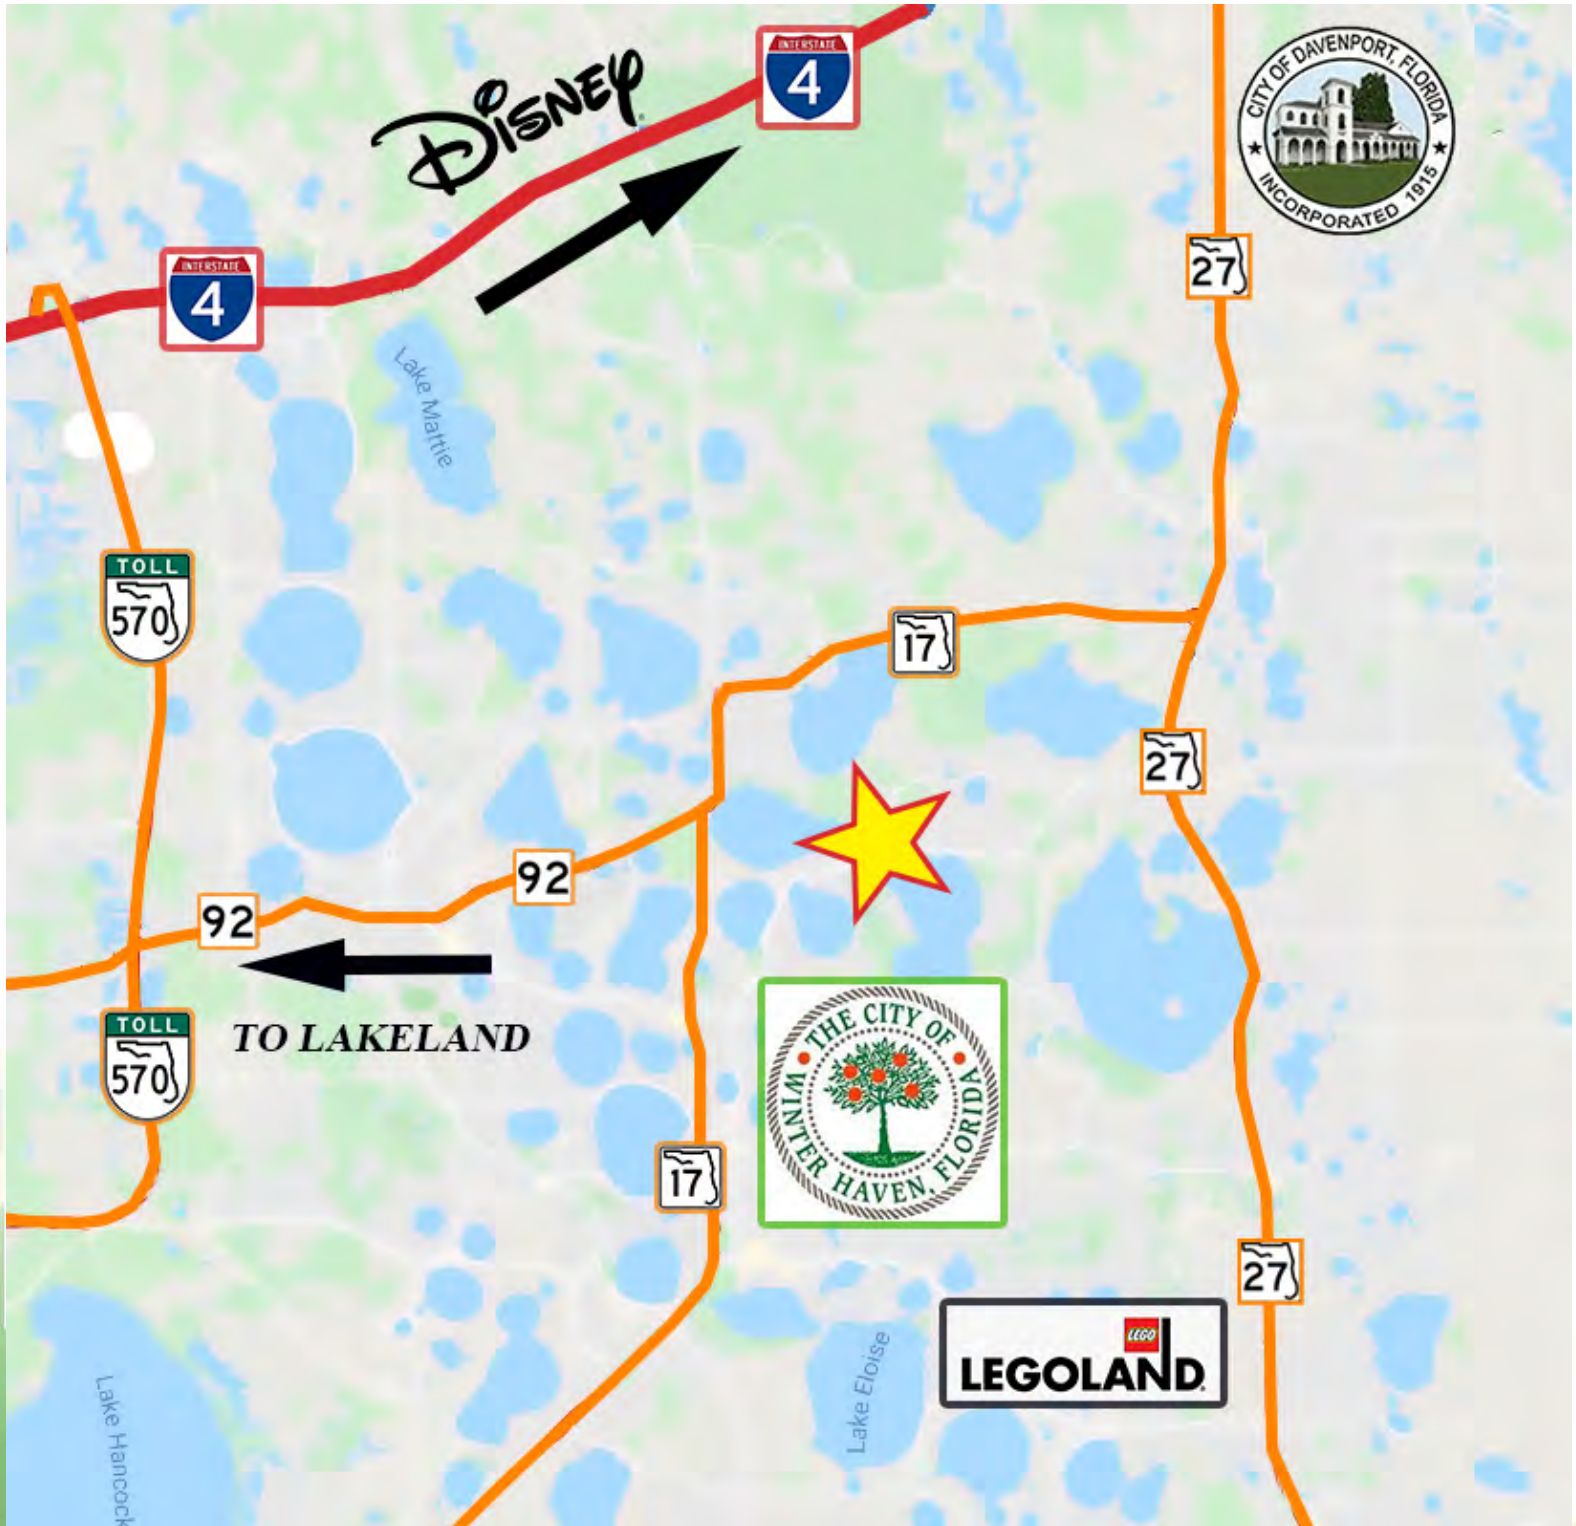 DISNEY
INTERSTATE
4
CITY OF DAVENPORT, FLORIDA
INCORPORATED 1915
INTERSTATE
4
27
Lake Mattie
TOLL
570
17
27
92
92
TO LAKELAND
TOLL
570
THE CITY OF
WINTER HAVEN, FLORIDA
17
27
LEGO
LEGOLAND
Lake Eloise
Lake Hancock